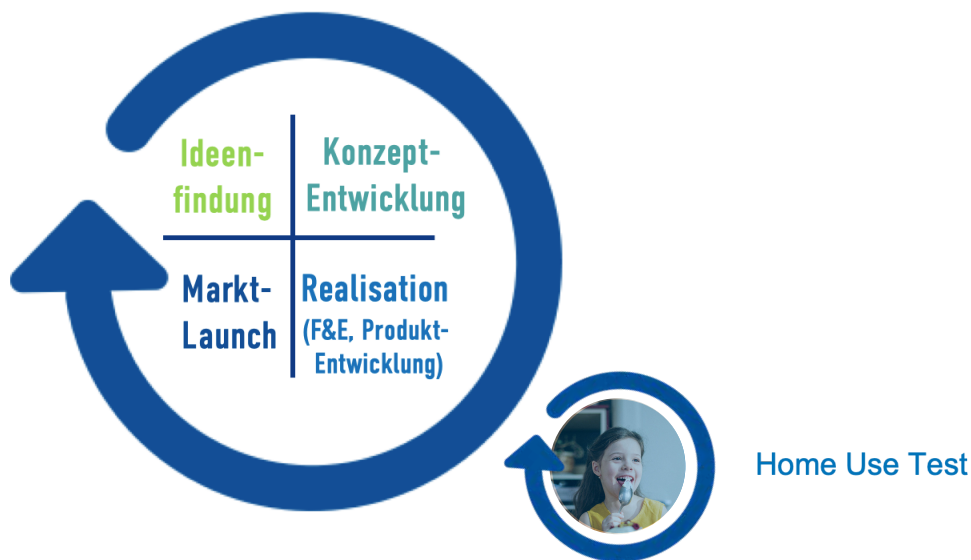 Ideen-
findung
Konzept-
Entwicklung
Markt-
Launch
Realisation
(F&E, Produkt-
Entwicklung)
Home Use Test